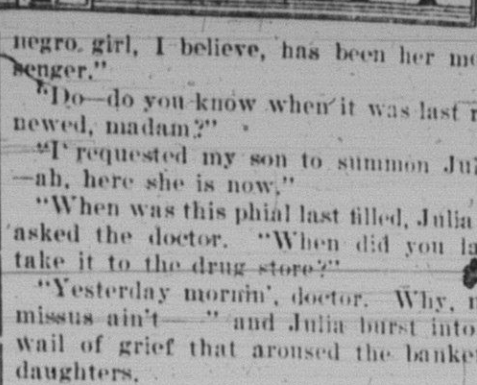 negro girl, I believe, has been her me
senger."
"Do—do you know when it was last r
newed, madam?"
"I requested my son to summon Jul
—ah, here she is now."
"When was this phial last filled, Julia
asked the doctor. "When did you la
take it to the drug store?"
"Yesterday mornin', doctor. Why, m
missus ain't— " and Julia burst into
wail of grief that aroused the banke
daughters.